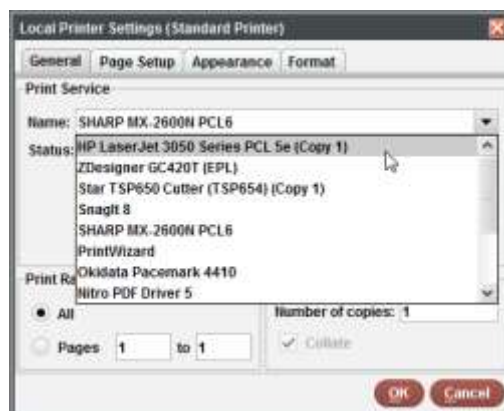 Local Printer Settings (Standard Printer)
General Page Setup Appearance Format
Print Service
Name: SHARP MX-2600N PCL6
Status: HP LaserJet 3050 Series PCL 5e (Copy 1)
ZDesigner GC420T (EPL)
Star TSP650 Cutter (TSP654) (Copy 1)
SnagIt 8
SHARP MX-2600N PCL6
PrintWizard
Okidata Pacemark 4410
Print Ra Nitro PDF Driver 5
All Number of copies: 1
Pages 1 to 1 Collate
OK Cancel